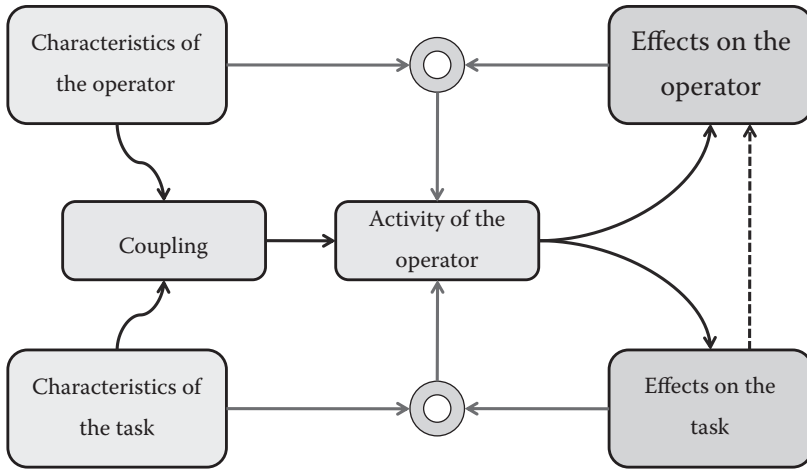 Characteristics of
the operator
Effects on the
operator
Coupling
Activity of the
operator
Characteristics of
the task
Effects on the
task